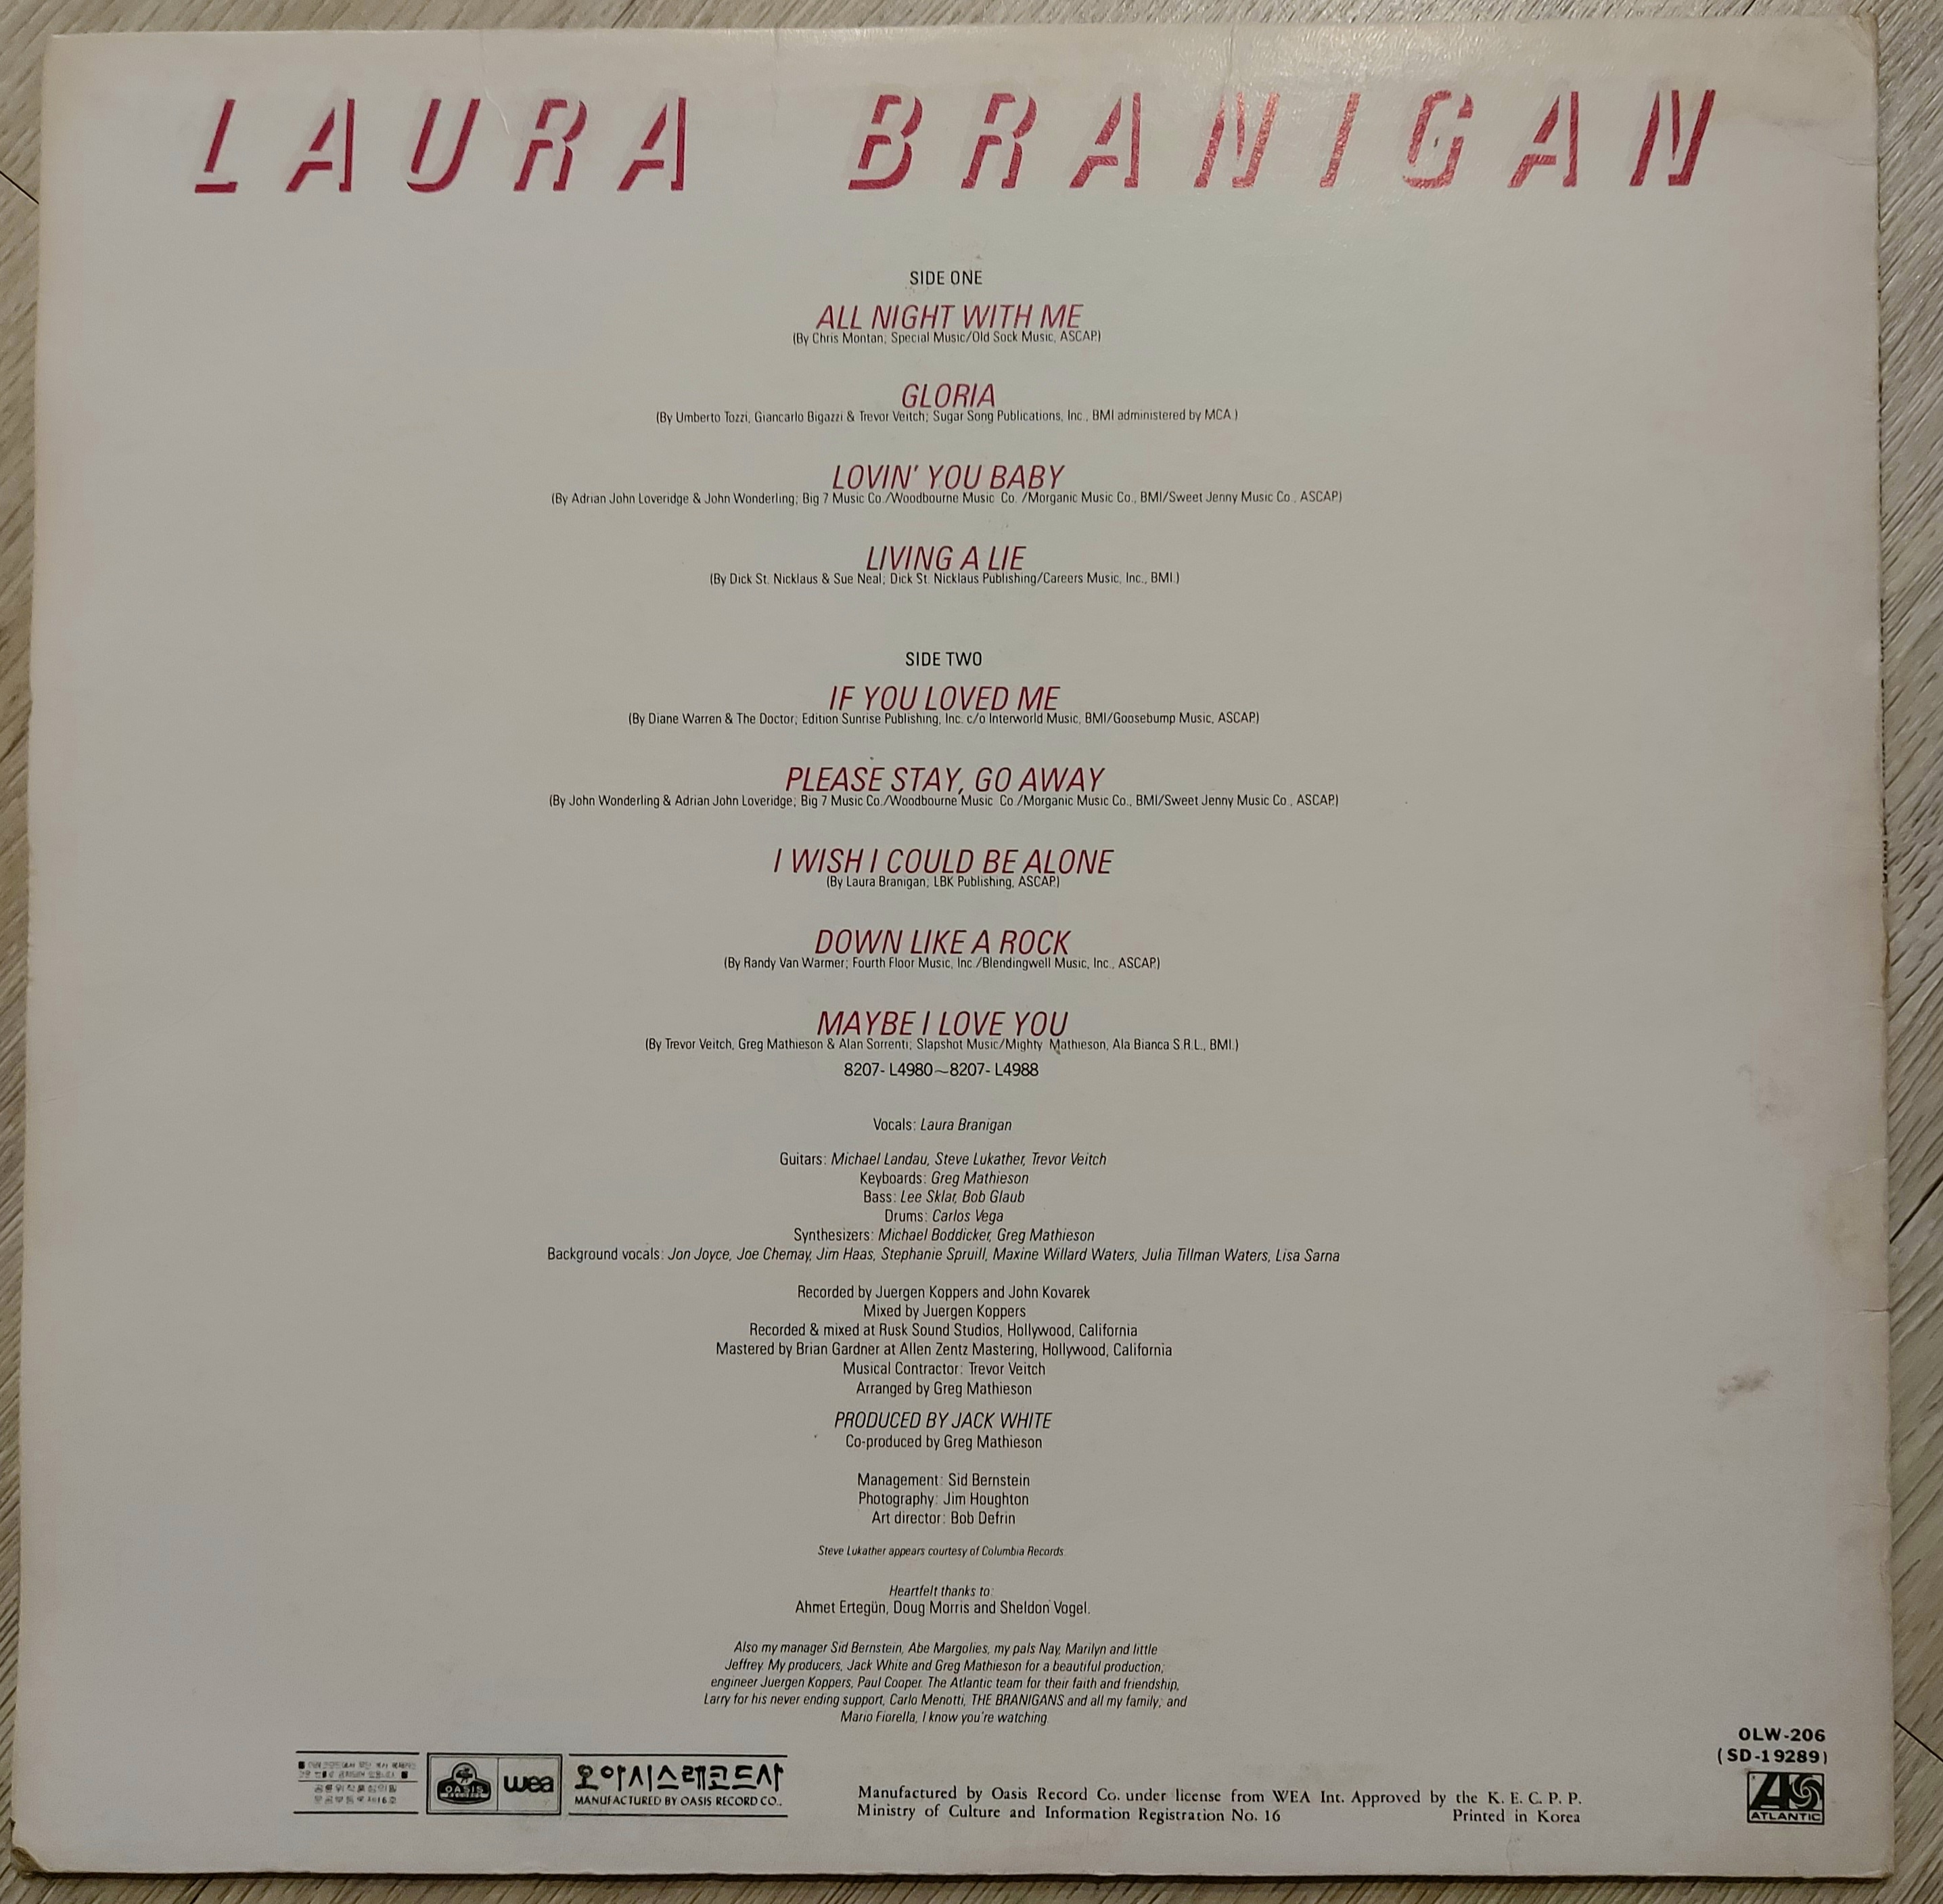 LAURA BRANIGAN
SIDE ONE
ALL NIGHT WITH ME
(By Chris Montan; Special Music/Old Sock Music, ASCAP.)
GLORIA
(By Umberto Tozzi, Giancarlo Bigazzi & Trevor Veitch; Sugar Song Publications, Inc., BMI administered by MCA.)
LOVIN' YOU BABY
(By Adrian John Loveridge & John Wonderling; Big 7 Music Co./Woodbourne Music Co. /Morganic Music Co., BMI/Sweet Jenny Music Co., ASCAP.)
LIVING A LIE
(By Dick St. Nicklaus & Sue Neal; Dick St. Nicklaus Publishing/Careers Music, Inc., BMI.)
SIDE TWO
IF YOU LOVED ME
(By Diane Warren & The Doctor; Edition Sunrise Publishing, Inc. c/o Interworld Music, BMI/Goosebump Music, ASCAP.)
PLEASE STAY, GO AWAY
(By John Wonderling & Adrian John Loveridge; Big 7 Music Co./Woodbourne Music Co./Morganic Music Co., BMI/Sweet Jenny Music Co., ASCAP.)
I WISH I COULD BE ALONE
(By Laura Branigan; LBK Publishing, ASCAP.)
DOWN LIKE A ROCK
(By Randy Van Warmer; Fourth Floor Music, Inc./Blendingwell Music, Inc., ASCAP.)
MAYBE I LOVE YOU
(By Trevor Veitch, Greg Mathieson & Alan Sorrenti; Slapshot Music/Mighty Mathieson, Ala Bianca S.R.L., BMI.)
8207- L4980~8207- L4988
Vocals: Laura Branigan
Guitars: Michael Landau, Steve Lukather, Trevor Veitch
Keyboards: Greg Mathieson
Bass: Lee Sklar, Bob Glaub
Drums: Carlos Vega
Synthesizers: Michael Boddicker, Greg Mathieson
Background vocals: Jon Joyce, Joe Chemay, Jim Haas, Stephanie Spruill, Maxine Willard Waters, Julia Tillman Waters, Lisa Sarna
Recorded by Juergen Koppers and John Kovarek
Mixed by Juergen Koppers
Recorded & mixed at Rusk Sound Studios, Hollywood, California
Mastered by Brian Gardner at Allen Zentz Mastering, Hollywood, California
Musical Contractor: Trevor Veitch
Arranged by Greg Mathieson
PRODUCED BY JACK WHITE
Co-produced by Greg Mathieson
Management: Sid Bernstein
Photography: Jim Houghton
Art director: Bob Defrin
Steve Lukather appears courtesy of Columbia Records.
Heartfelt thanks to:
Ahmet Ertegün, Doug Morris and Sheldon Vogel.
Also my manager Sid Bernstein, Abe Margolies, my pals Nay, Marilyn and little
Jeffrey. My producers, Jack White and Greg Mathieson for a beautiful production;
engineer Juergen Koppers, Paul Cooper. The Atlantic team for their faith and friendship,
Larry for his never ending support, Carlo Menotti, THE BRANIGANS and all my family; and
Mario Fiorella, I know you're watching.
OASIS
RECORDS
wea
오아시스레코드사
MANUFACTURED BY OASIS RECORD CO..
Manufactured by Oasis Record Co. under license from WEA Int. Approved by the K. E. C. P. P.
Ministry of Culture and Information Registration No. 16 Printed in Korea
OLW-206
(SD-19289)
ATLANTIC